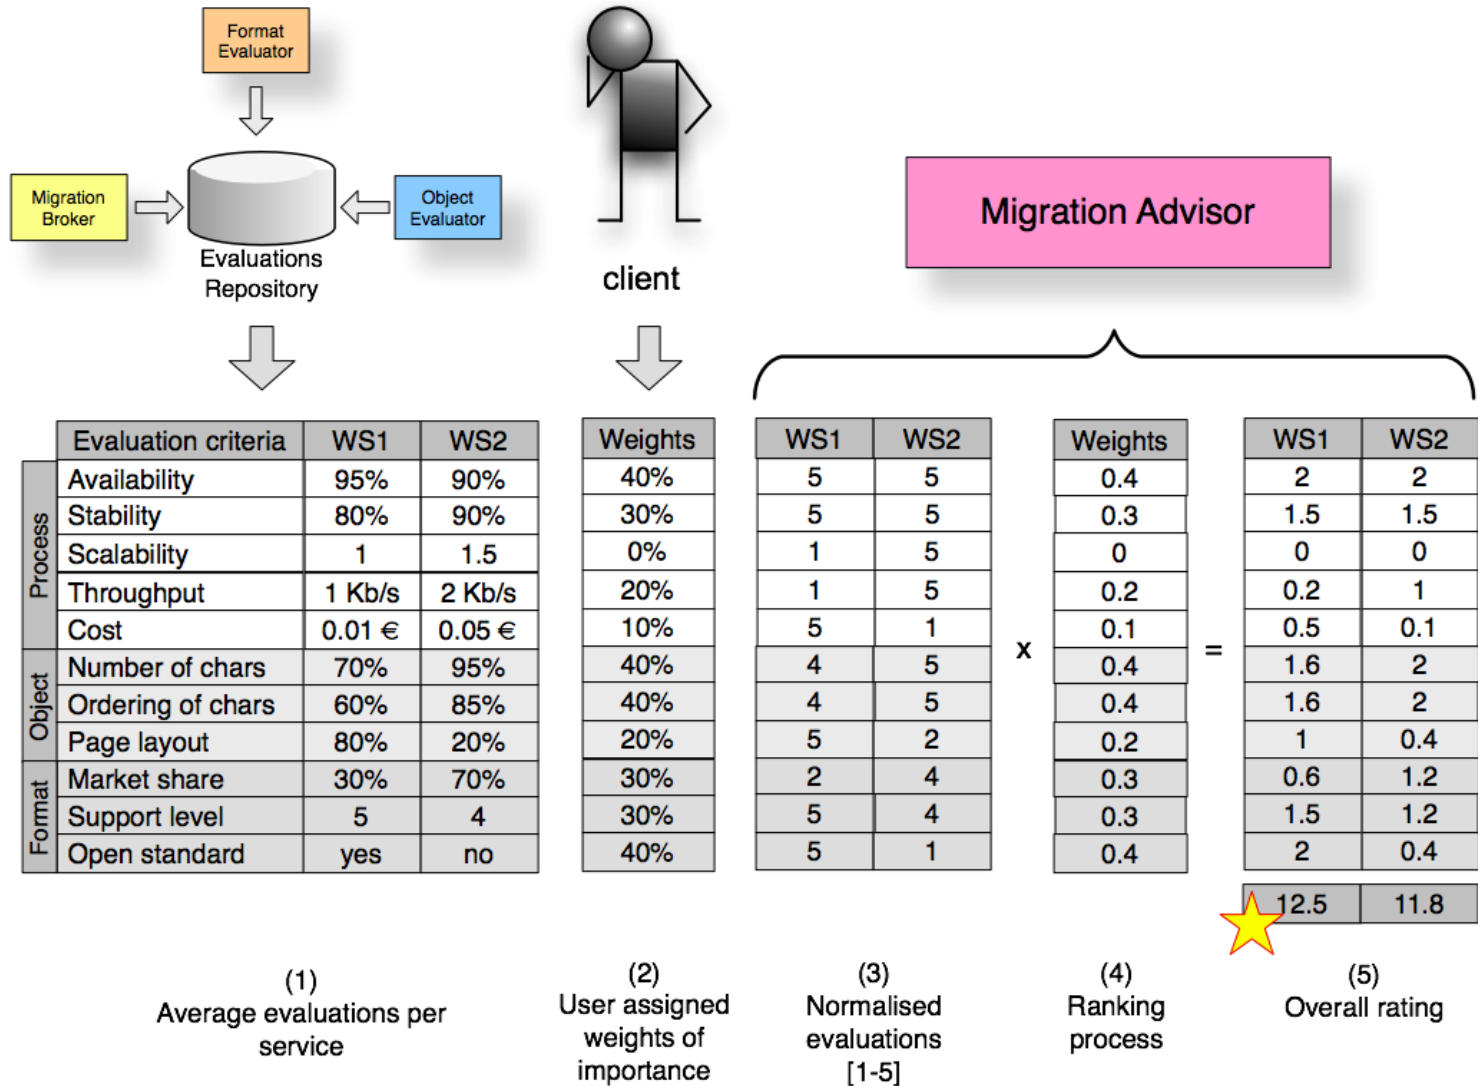 Format
Evaluator
Migration
Broker
Object
Evaluator
Evaluations
Repository
client
Migration Advisor
Evaluation criteria WS1 WS2 Weights WS1 WS2 Weights WS1 WS2
Process
Availability 95% 90% 40% 5 5 0.4 2 2
Stability 80% 90% 30% 5 5 0.3 1.5 1.5
Scalability 1 1.5 0% 1 5 0 0 0
Throughput 1 Kb/s 2 Kb/s 20% 1 5 0.2 0.2 1
Cost 0.01 € 0.05 € 10% 5 1 0.1 0.5 0.1
x =
Object
Number of chars 70% 95% 40% 4 5 0.4 1.6 2
Ordering of chars 60% 85% 40% 4 5 0.4 1.6 2
Page layout 80% 20% 20% 5 2 0.2 1 0.4
Format
Market share 30% 70% 30% 2 4 0.3 0.6 1.2
Support level 5 4 30% 5 4 0.3 1.5 1.2
Open standard yes no 40% 5 1 0.4 2 0.4
12.5 11.8
(1)
Average evaluations per
service
(2)
User assigned
weights of
importance
(3)
Normalised
evaluations
[1-5]
(4)
Ranking
process
(5)
Overall rating